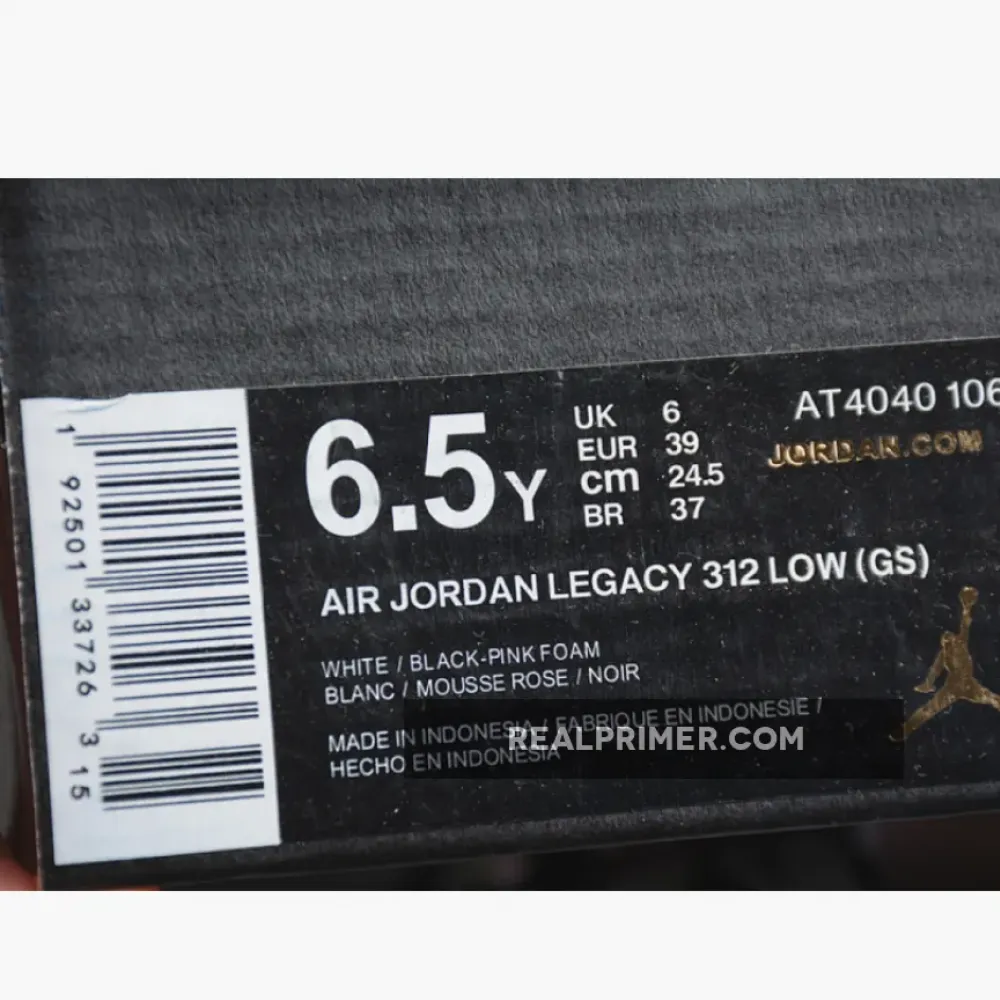 1 92501 33726 3 15
6.5Y
UK 6
EUR 39
cm 24.5
BR 37
AT4040 106
JORDAN.COM
AIR JORDAN LEGACY 312 LOW (GS)
WHITE / BLACK-PINK FOAM
BLANC / MOUSSE ROSE / NOIR
MADE IN INDONESIA / FABRIQUE EN INDONESIE /
HECHO EN INDONESIA
REALPRIMER.COM